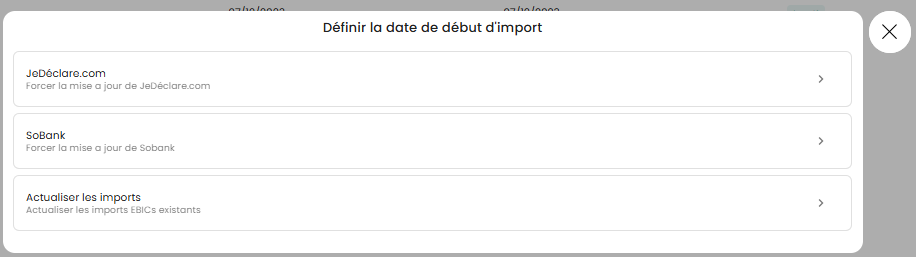 Définir la date de début d'import
JeDéclare.com
Forcer la mise a jour de JeDéclare.com
SoBank
Forcer la mise a jour de Sobank
Actualiser les imports
Actualiser les imports EBICs existants